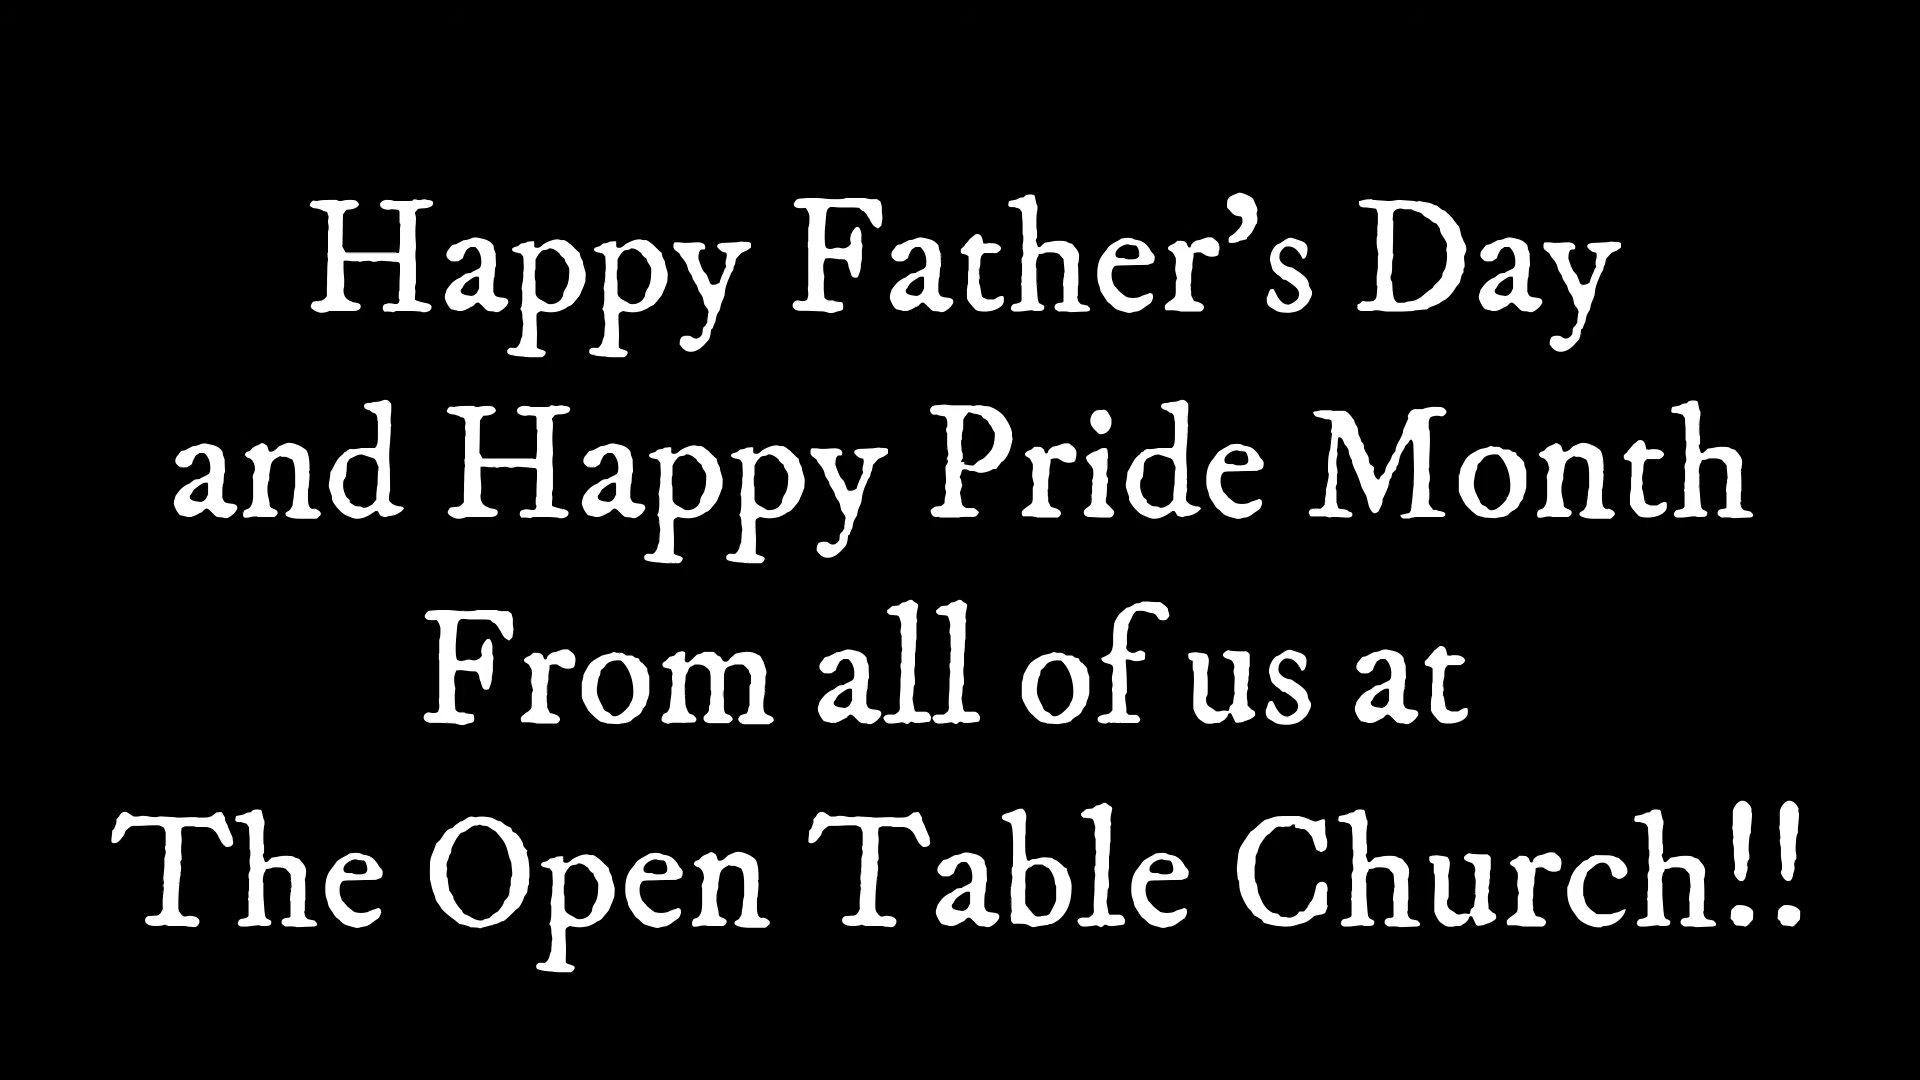 Happy Father’s Day
and Happy Pride Month
From all of us at
The Open Table Church!!